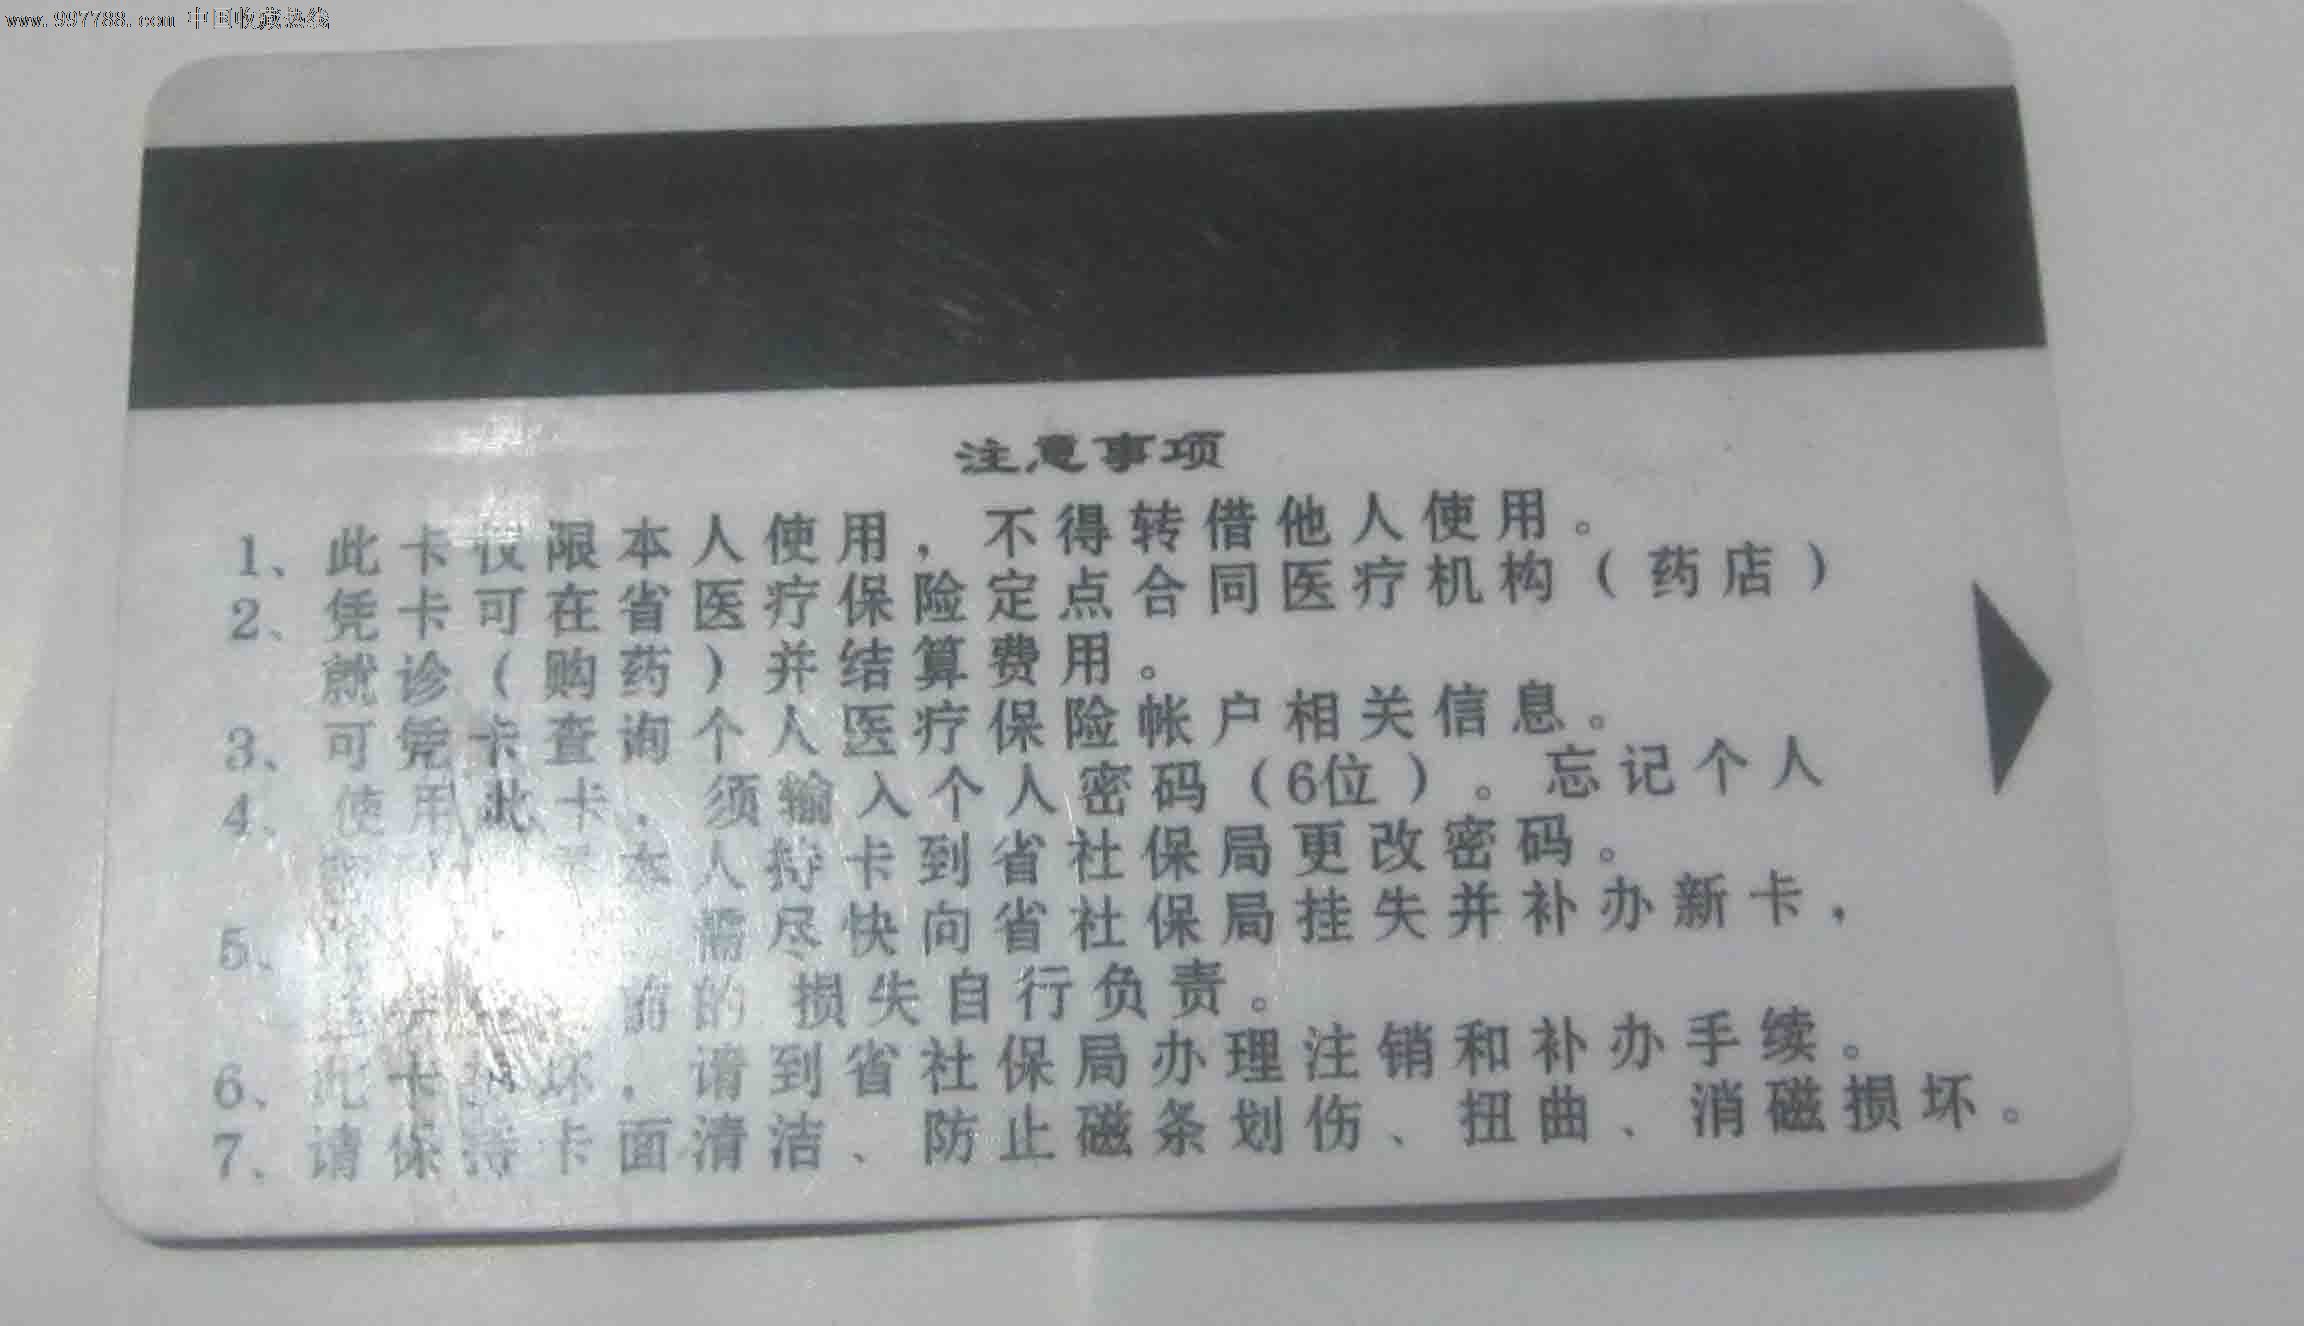 www.997788.com 中国收藏热线
注意事项
1、此卡仅限本人使用，不得转借他人使用。
2、凭卡可在省医疗保险定点合同医疗机构（药店）
就诊（购药）并结算费用。
3、可凭卡查询个人医疗保险帐户相关信息。
4、使用此卡，须输入个人密码（6位）。忘记个人
本人持卡到省社保局更改密码。
5、需尽快向省社保局挂失并补办新卡，
前的损失自行负责。
6、此卡损坏，请到省社保局办理注销和补办手续。
7、请保持卡面清洁、防止磁条划伤、扭曲、消磁损坏。